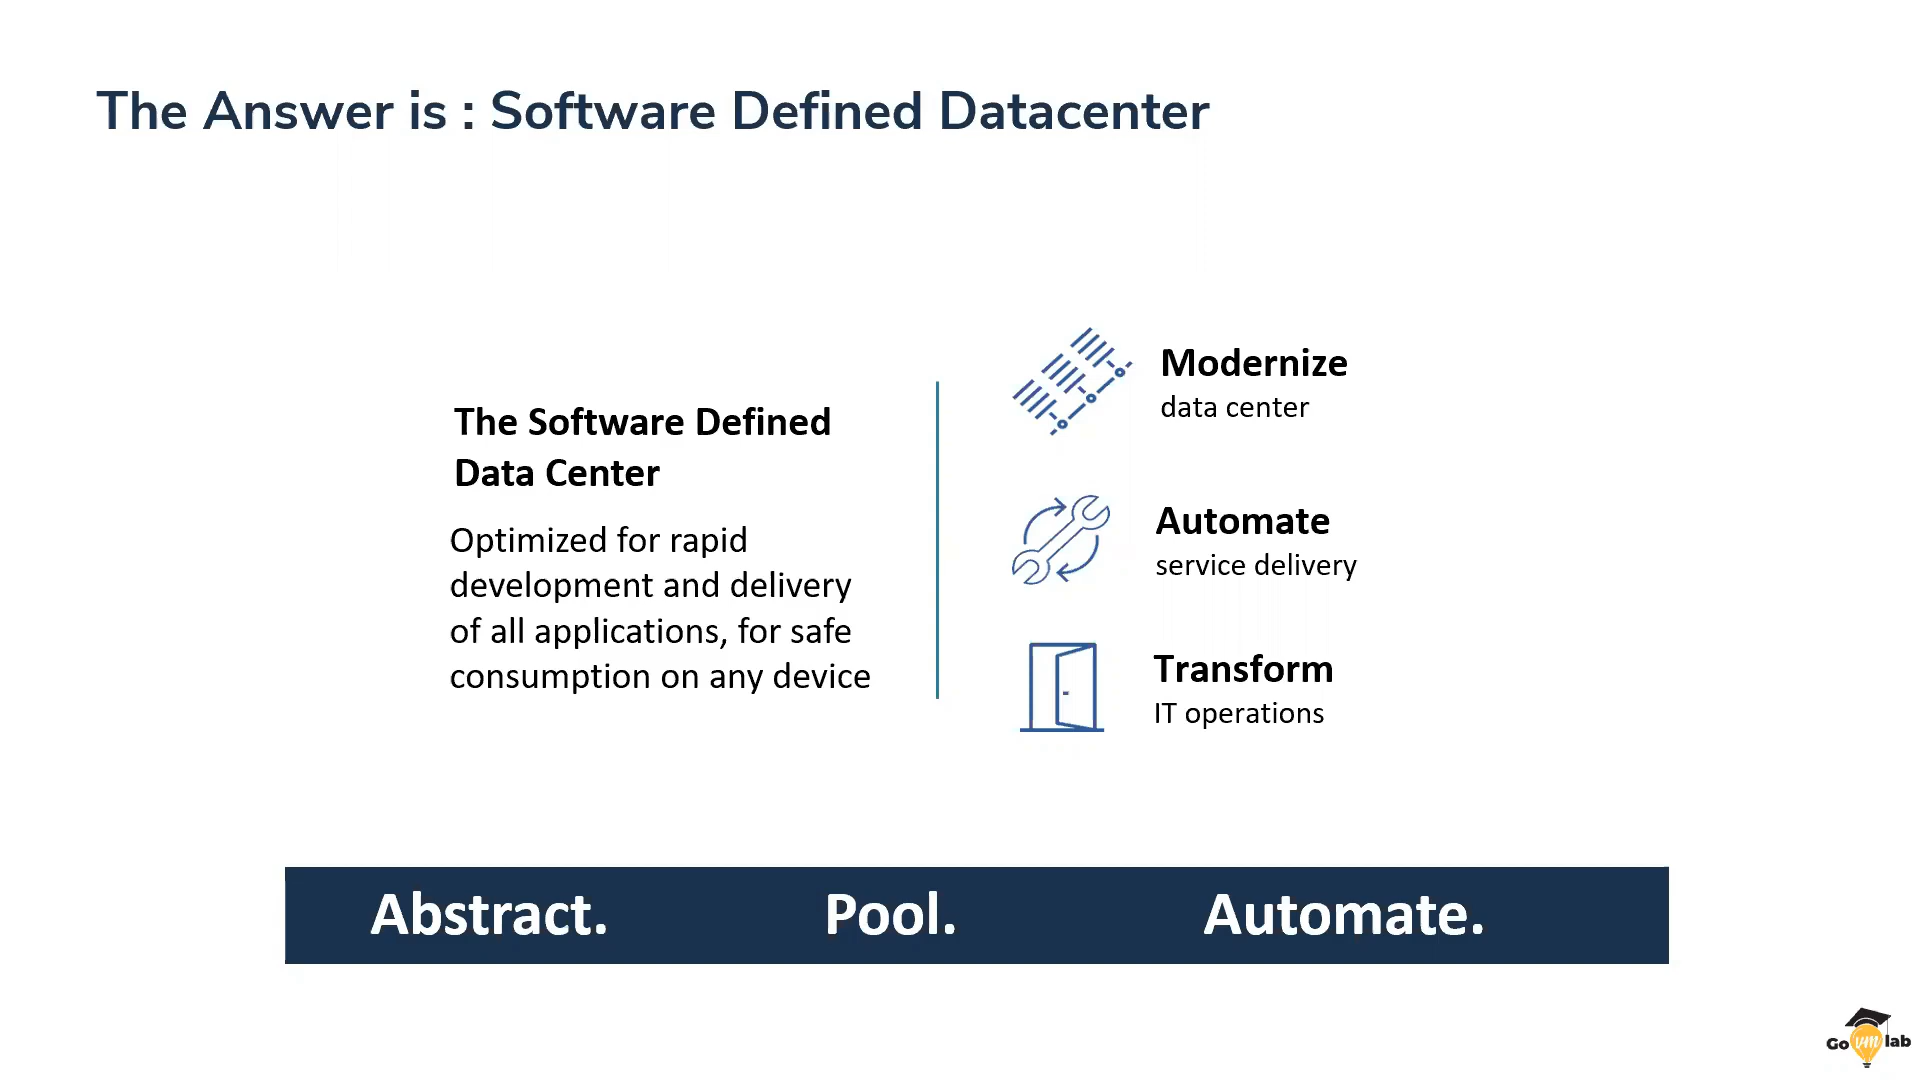 The Answer is : Software Defined Datacenter
The Software Defined
Data Center
Optimized for rapid
development and delivery
of all applications, for safe
consumption on any device
Modernize
data center
Automate
service delivery
Transform
IT operations
Abstract. Pool. Automate.
Go vm lab